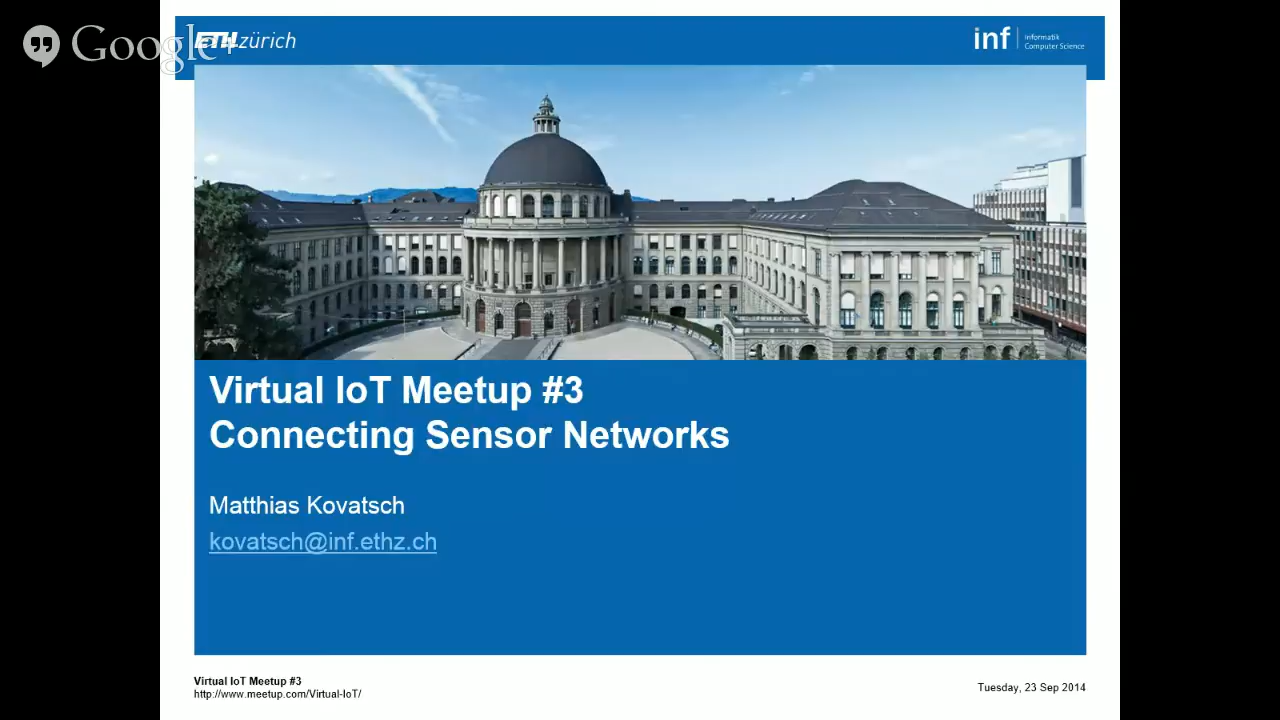 Google+
ETH zürich
inf
Informatik
Computer Science
Virtual IoT Meetup #3
Connecting Sensor Networks
Matthias Kovatsch
kovatsch@inf.ethz.ch
Virtual IoT Meetup #3
http://www.meetup.com/Virtual-IoT/
Tuesday, 23 Sep 2014